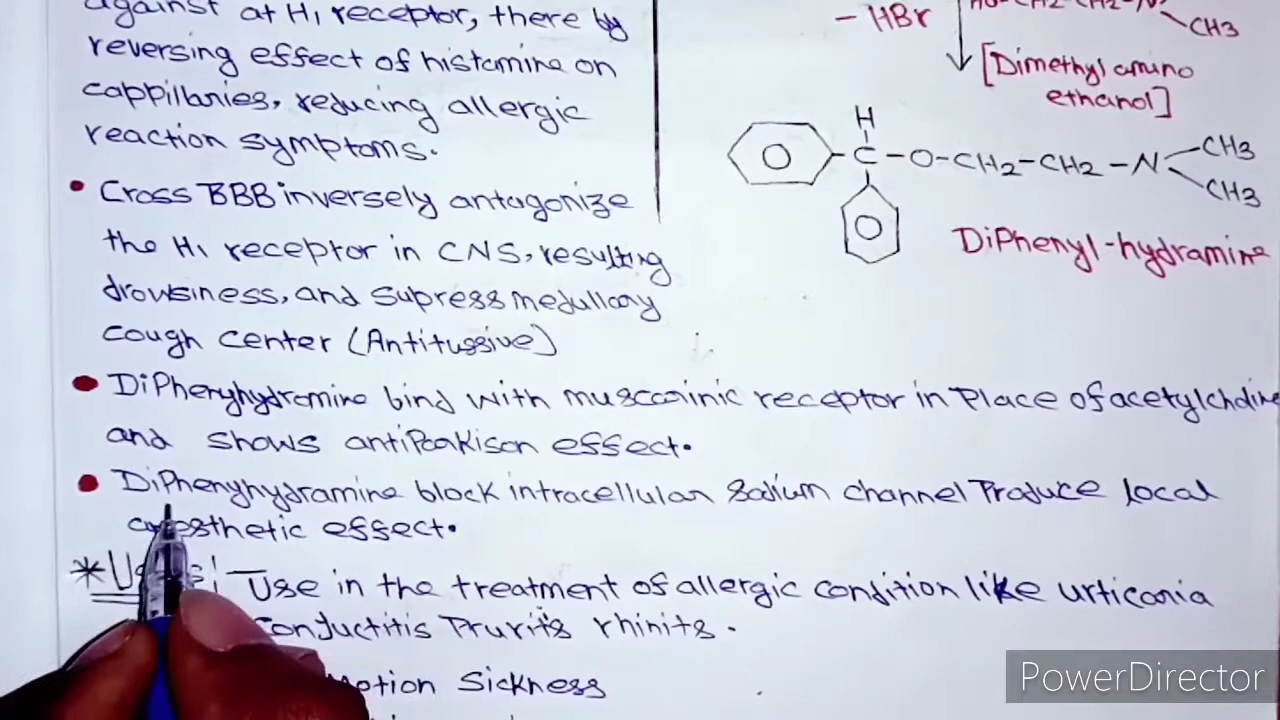 against at H1 receptor, there by
reversing effect of histamine on
cappillaries, reducing allergic
reaction symptoms.
• Cross BBB inversely antagonize
the H1 receptor in CNS, resulting
drowsiness, and supress medullary
cough center (Antitussive)
• DiPhenyhydramine bind with muscarinic receptor in Place of acetylcholine
and shows antiparkison effect.
• DiPhenyhydramine block intracellular sodium channel Produce local
effect.
Use in the treatment of allergic condition like urticaria
Prurits rhinits.
Motion Sickness
- HBr
CH3
[Dimethyl amino
ethanol]
H
C-O-CH2-CH2-N
CH3
CH3
DiPhenyl-hydramine
PowerDirector